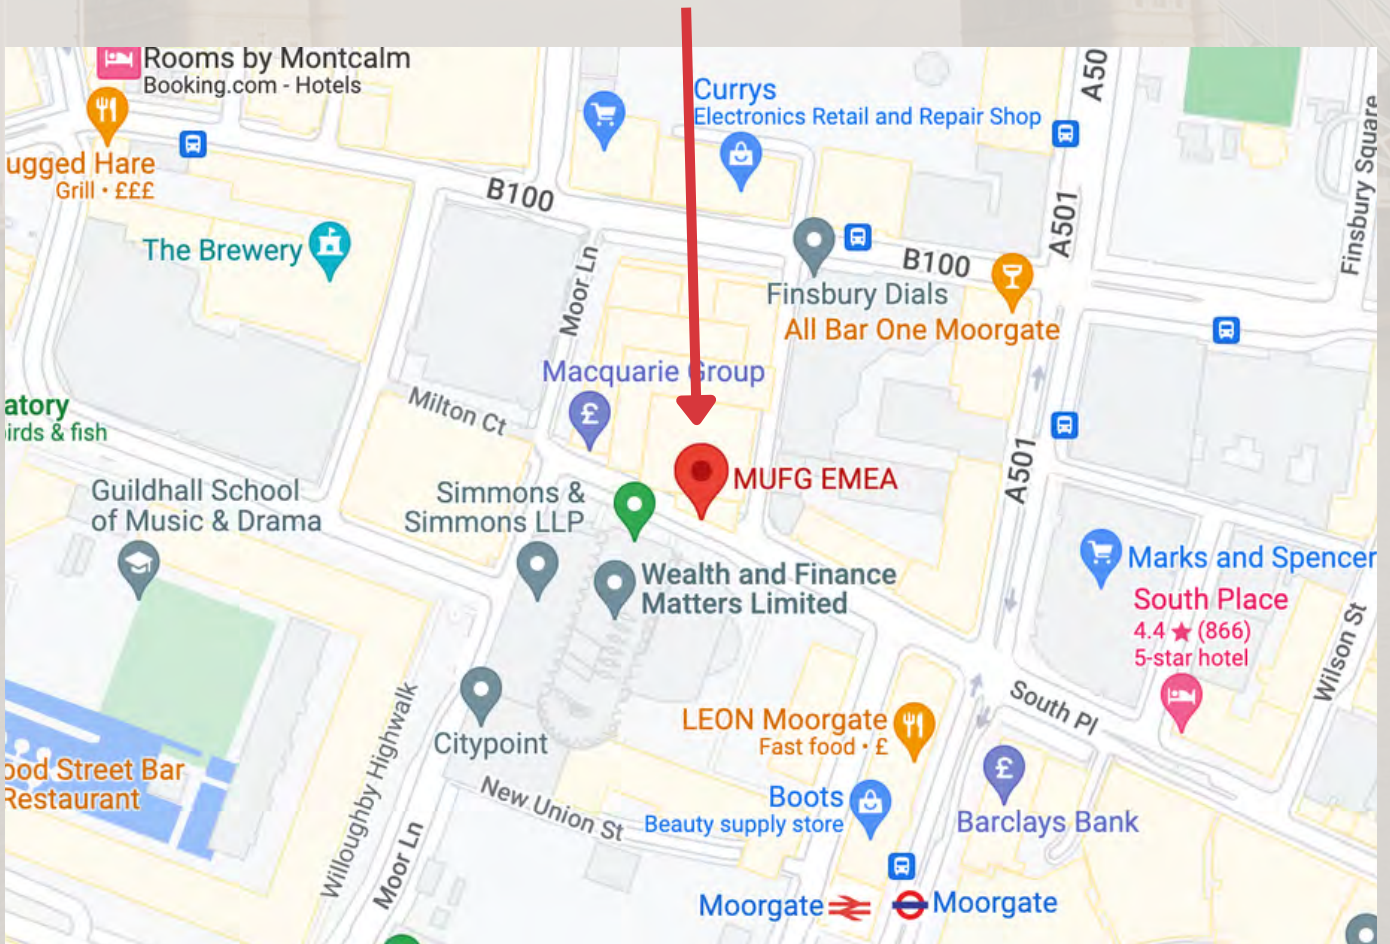 Rooms by Montcalm
Booking.com - Hotels
Currys
Electronics Retail and Repair Shop
A50
ugged Hare
Grill • £££
B100
A501
Finsbury Square
The Brewery
Moor Ln
B100
Finsbury Dials
All Bar One Moorgate
Macquarie Group
£
Milton Ct
atory
birds & fish
A501
MUFG EMEA
Guildhall School
of Music & Drama
Simmons &
Simmons LLP
Marks and Spencer
Wealth and Finance
Matters Limited
South Place
4.4 ★ (866)
5-star hotel
Wilson St
South Pl
LEON Moorgate
Fast food • £
Citypoint
Willoughby Highwalk
ood Street Bar
Restaurant
New Union St
Boots
Beauty supply store
£
Barclays Bank
Moor Ln
Moorgate
Moorgate